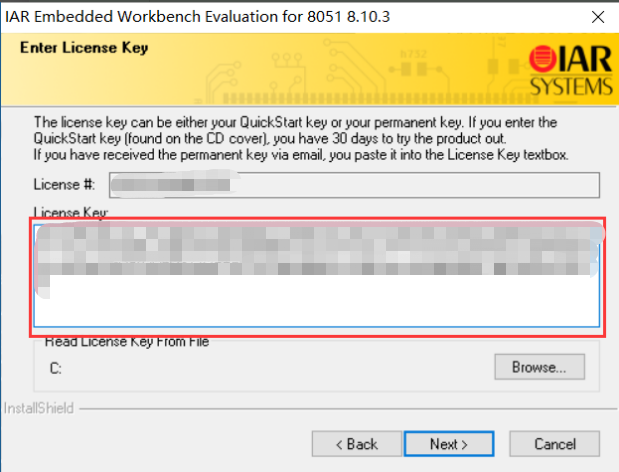 IAR Embedded Workbench Evaluation for 8051 8.10.3
Enter License Key
IAR
SYSTEMS
The license key can be either your QuickStart key or your permanent key. If you enter the
QuickStart key (found on the CD cover), you have 30 days to try the product out.
If you have received the permanent key via email, you paste it into the License Key textbox.
License #:
License Key:
Read License Key From File
C:
Browse...
InstallShield
< Back
Next >
Cancel